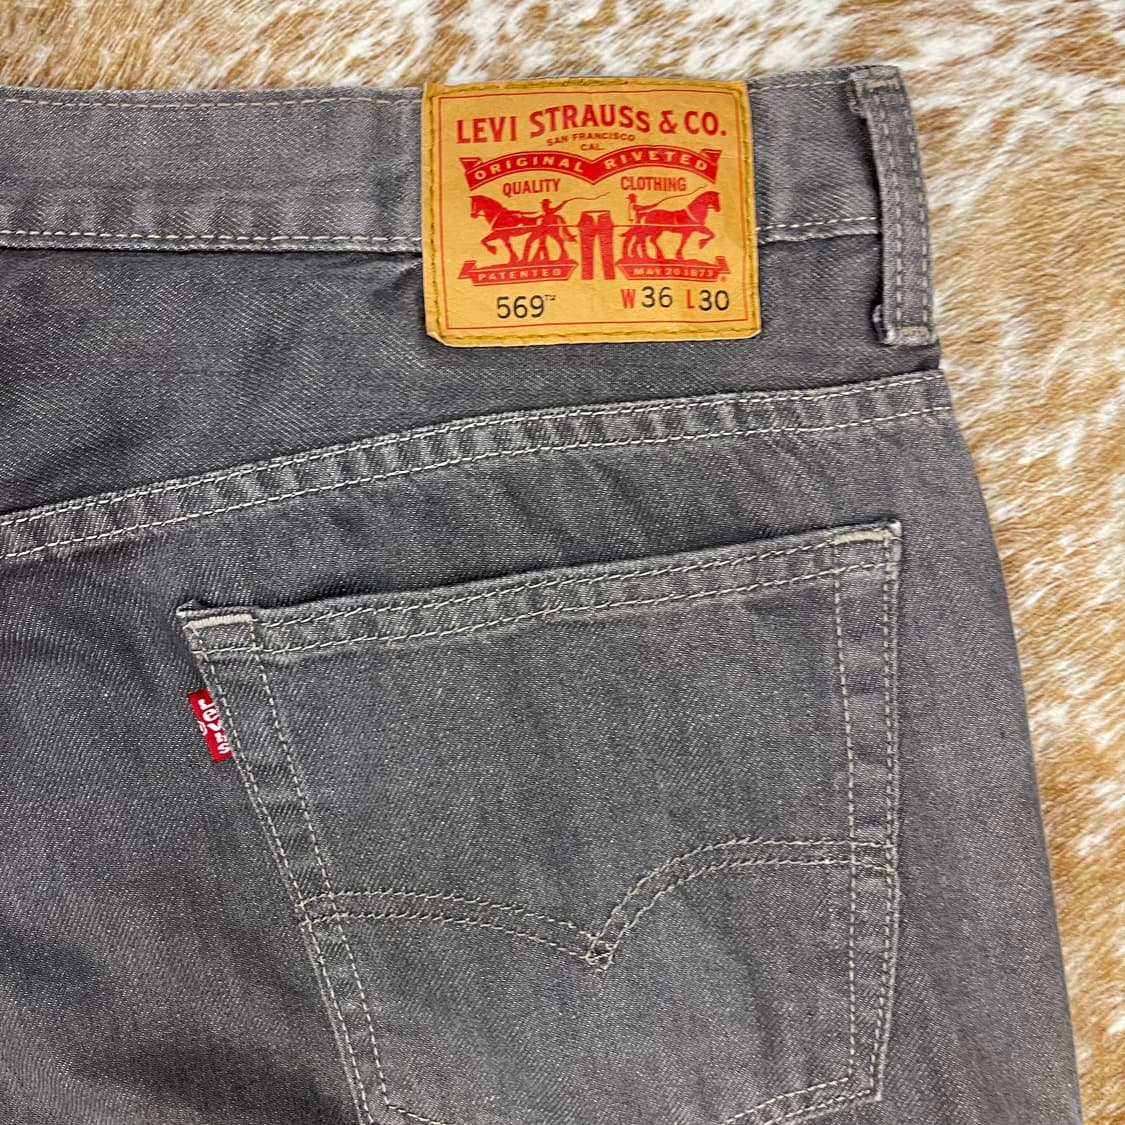 LEVI STRAUSS & CO.
SAN FRANCISCO
CAL.
ORIGINAL RIVETED
QUALITY CLOTHING
PATENTED MAY 20 1873
®
569™ W 36 L 30
LEVI'S